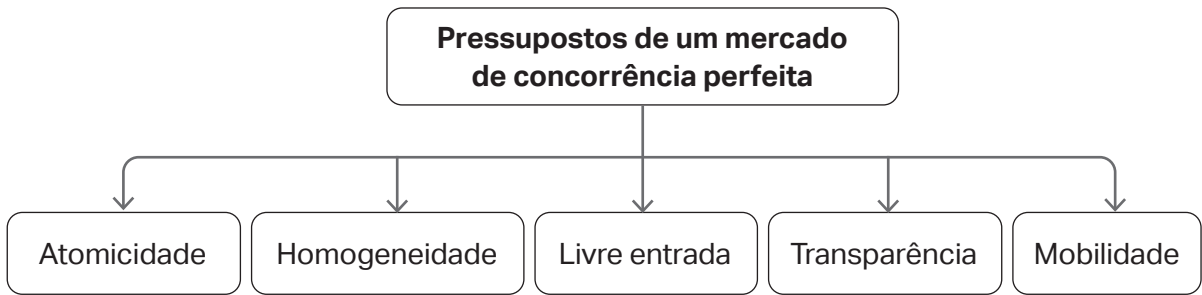 Pressupostos de um mercado
de concorrência perfeita
Atomicidade
Homogeneidade
Livre entrada
Transparência
Mobilidade